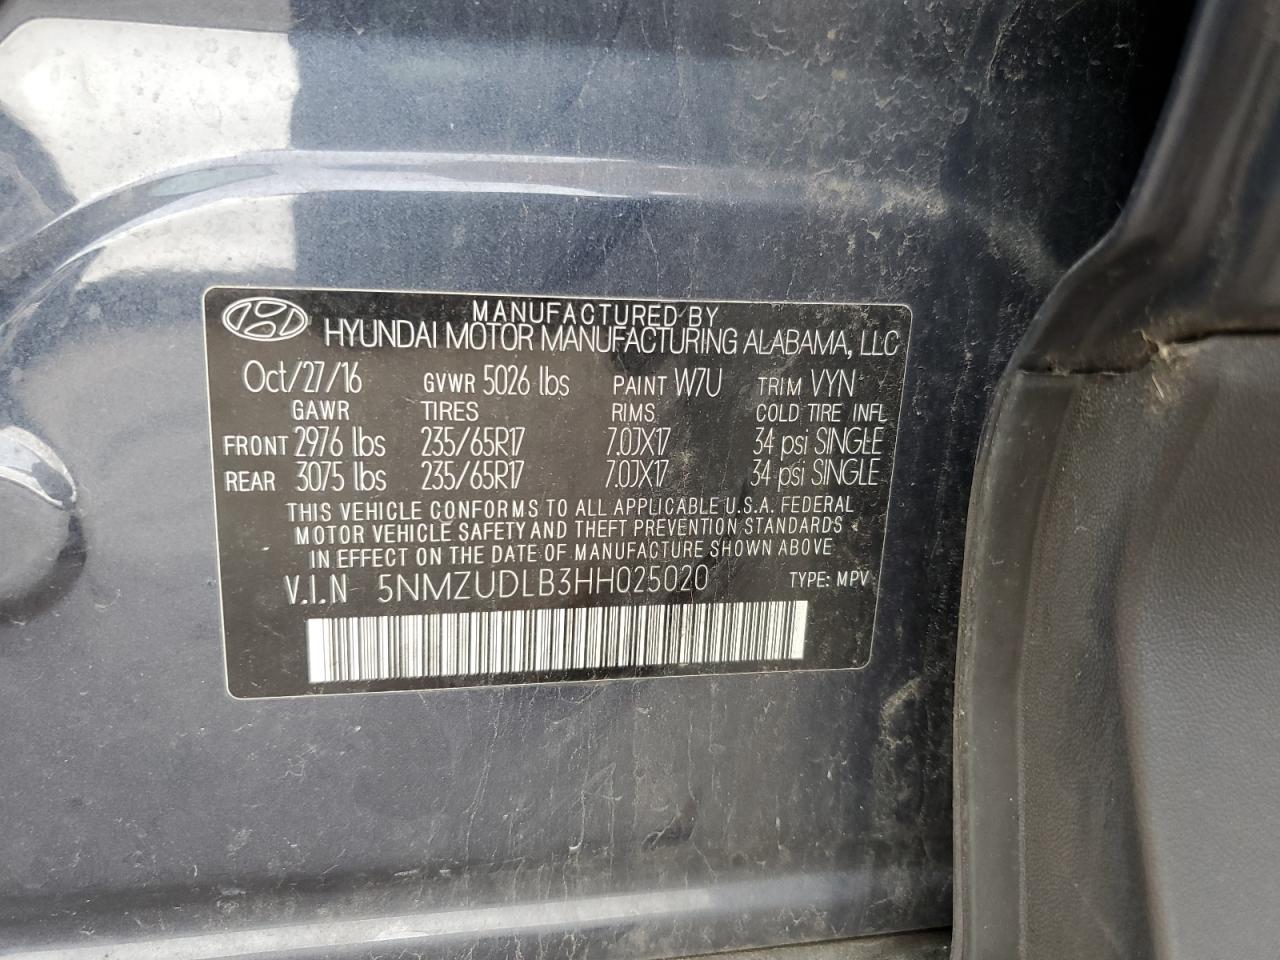 MANUFACTURED BY
HYUNDAI MOTOR MANUFACTURING ALABAMA, LLC
Oct/27/16 GVWR 5026 lbs PAINT W7U TRIM VYN
GAWR TIRES RIMS COLD TIRE INFL
FRONT 2976 lbs 235/65R17 7.0JX17 34 psi SINGLE
REAR 3075 lbs 235/65R17 7.0JX17 34 psi SINGLE
THIS VEHICLE CONFORMS TO ALL APPLICABLE U.S.A. FEDERAL
MOTOR VEHICLE SAFETY AND THEFT PREVENTION STANDARDS
IN EFFECT ON THE DATE OF MANUFACTURE SHOWN ABOVE
V.I.N 5NMZUDLB3HH025020 TYPE: MPV